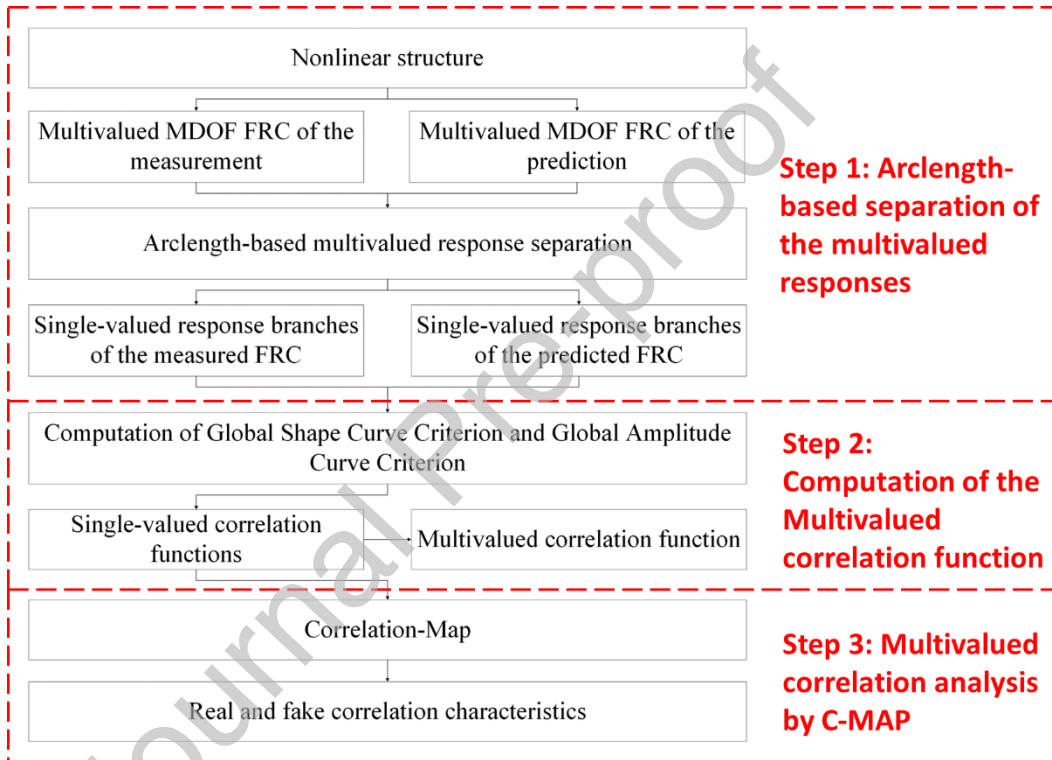 Nonlinear structure
Multivalued MDOF FRC of the
measurement
Multivalued MDOF FRC of the
prediction
Arclength-based multivalued response separation
Single-valued response branches
of the measured FRC
Single-valued response branches
of the predicted FRC
Step 1: Arclength-
based separation of
the multivalued
responses
Computation of Global Shape Curve Criterion and Global Amplitude
Curve Criterion
Single-valued correlation
functions
Multivalued correlation function
Step 2:
Computation of the
Multivalued
correlation function
Correlation-Map
Real and fake correlation characteristics
Step 3: Multivalued
correlation analysis
by C-MAP
Journal Pre-proof